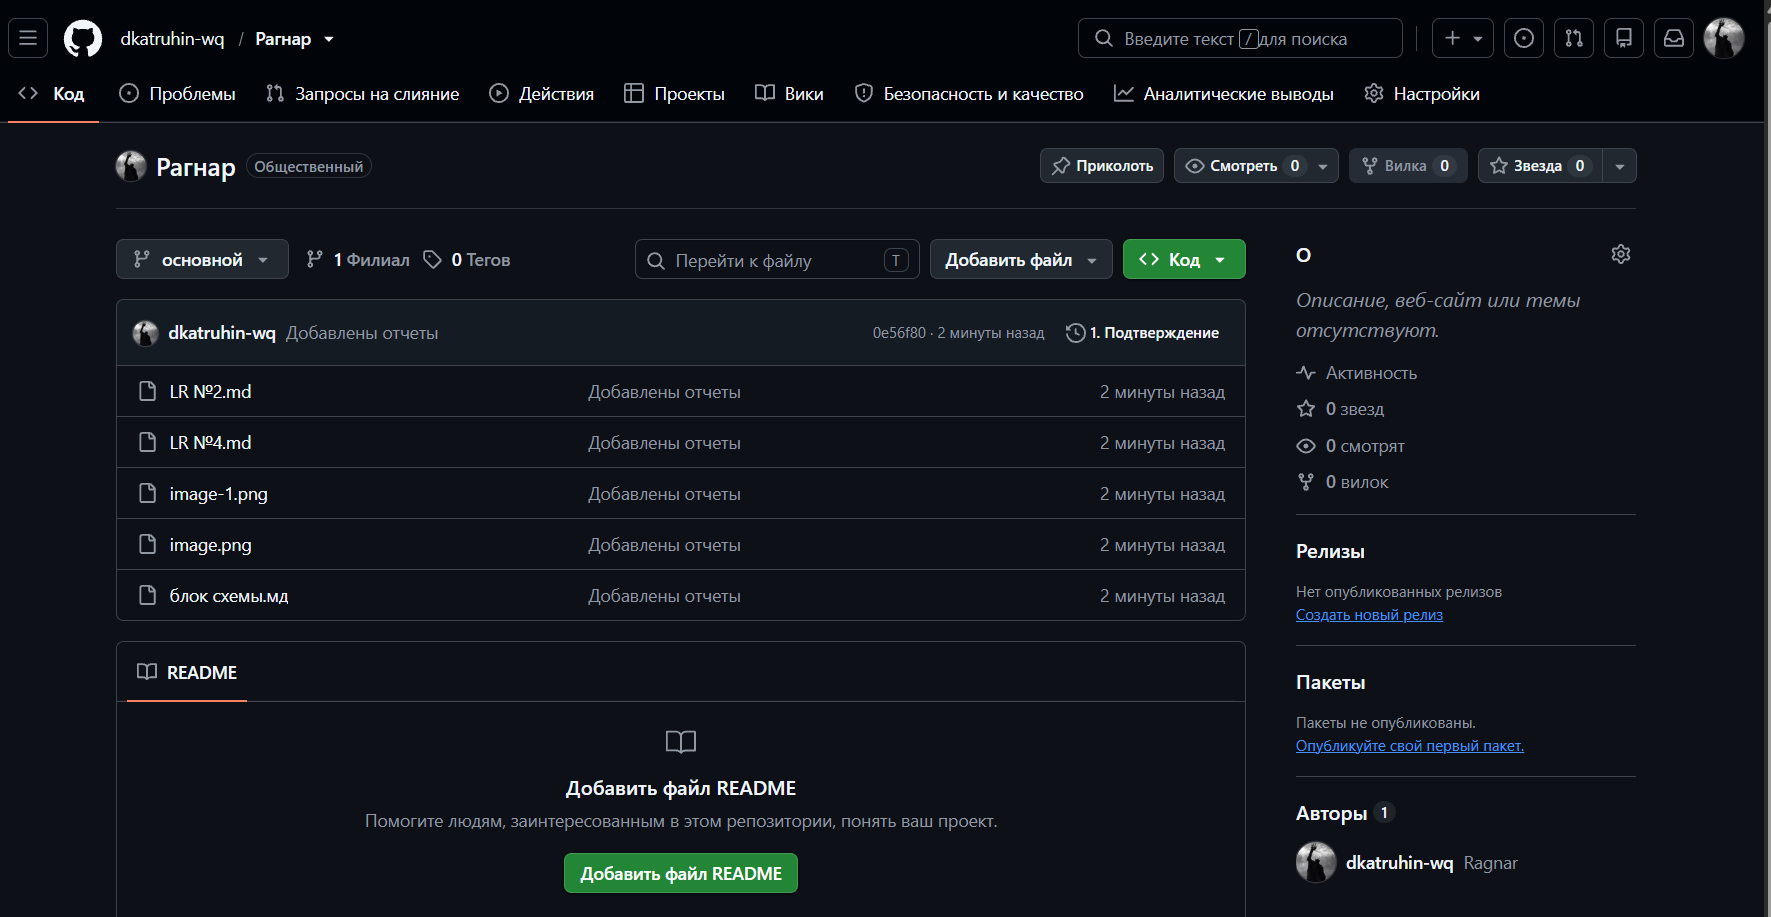 dkatruhin-wq / Рагнар
Введите текст / для поиска
Код
Проблемы
Запросы на слияние
Действия
Проекты
Вики
Безопасность и качество
Аналитические выводы
Настройки
Рагнар
Общественный
Приколоть
Смотреть 0
Вилка 0
Звезда 0
основной
1 Филиал
0 Тегов
Перейти к файлу T
Добавить файл
Код
dkatruhin-wq Добавлены отчеты 0e56f80 · 2 минуты назад 1. Подтверждение
LR №2.md Добавлены отчеты 2 минуты назад
LR №4.md Добавлены отчеты 2 минуты назад
image-1.png Добавлены отчеты 2 минуты назад
image.png Добавлены отчеты 2 минуты назад
блок схемы.мд Добавлены отчеты 2 минуты назад
README
Добавить файл README
Помогите людям, заинтересованным в этом репозитории, понять ваш проект.
Добавить файл README
О
Описание, веб-сайт или темы
отсутствуют.
Активность
0 звезд
0 смотрят
0 вилок
Релизы
Нет опубликованных релизов
Создать новый релиз
Пакеты
Пакеты не опубликованы.
Опубликуйте свой первый пакет.
Авторы 1
dkatruhin-wq Ragnar